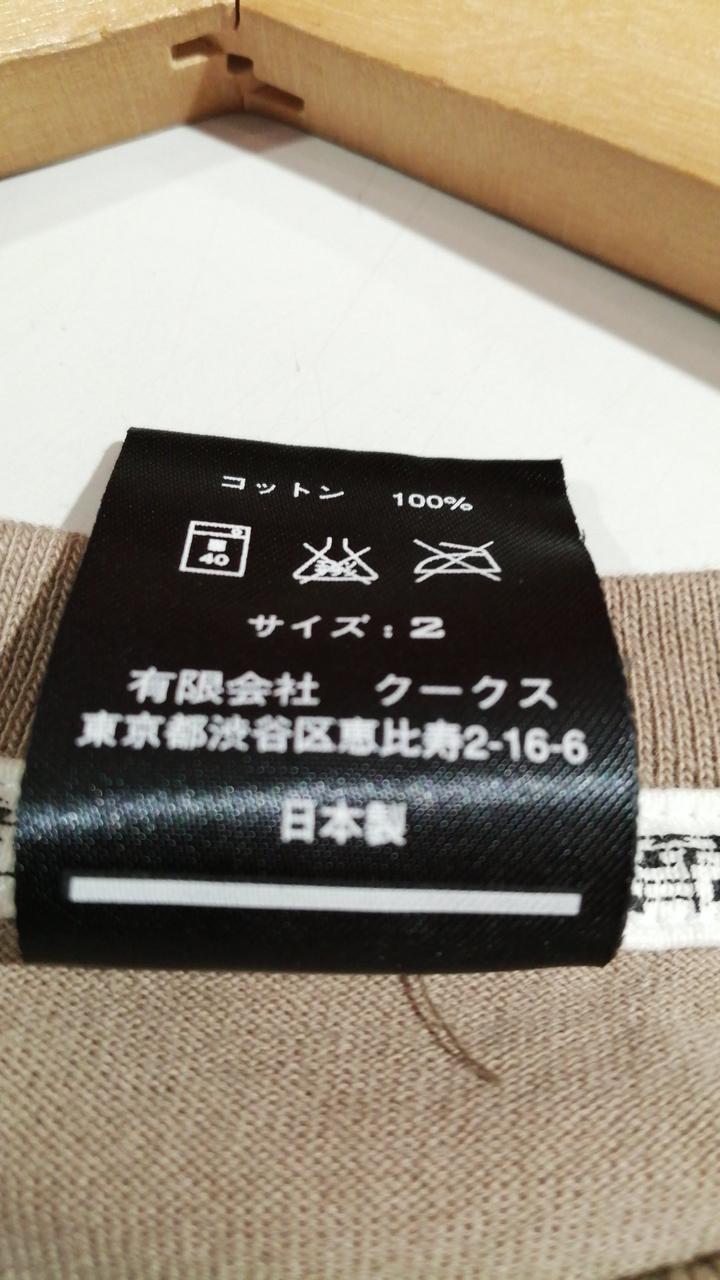 コットン 100%
40
サイズ：2
有限会社 クークス
東京都渋谷区恵比寿2-16-6
日本製